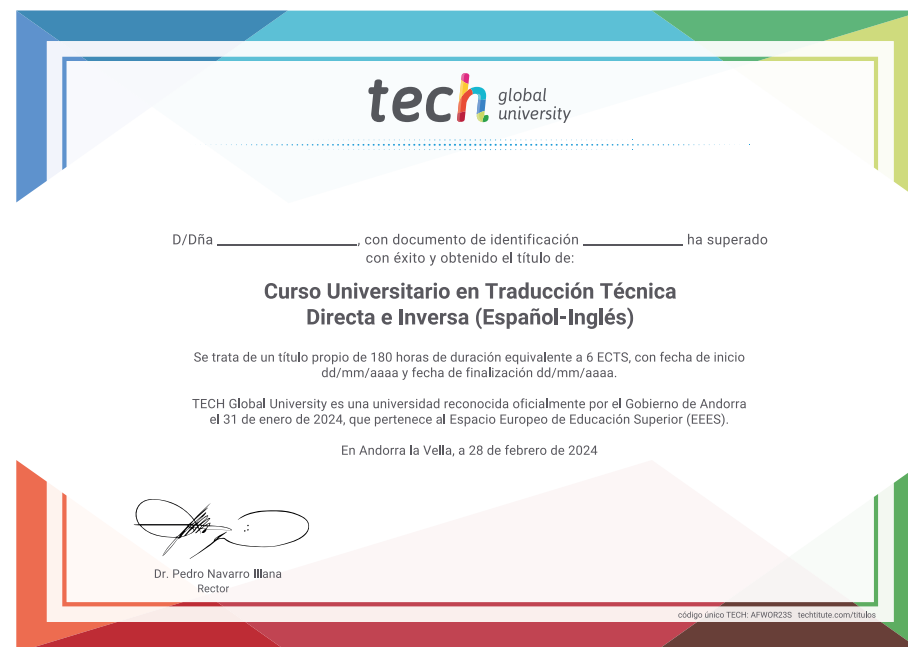 tech global university
D/Dña ____________________, con documento de identificación ______________ ha superado
con éxito y obtenido el título de:
Curso Universitario en Traducción Técnica
Directa e Inversa (Español-Inglés)
Se trata de un título propio de 180 horas de duración equivalente a 6 ECTS, con fecha de inicio
dd/mm/aaaa y fecha de finalización dd/mm/aaaa.
TECH Global University es una universidad reconocida oficialmente por el Gobierno de Andorra
el 31 de enero de 2024, que pertenece al Espacio Europeo de Educación Superior (EEES).
En Andorra la Vella, a 28 de febrero de 2024
Dr. Pedro Navarro Illana
Rector
código único TECH: AFWOR23S techtitute.com/titulos